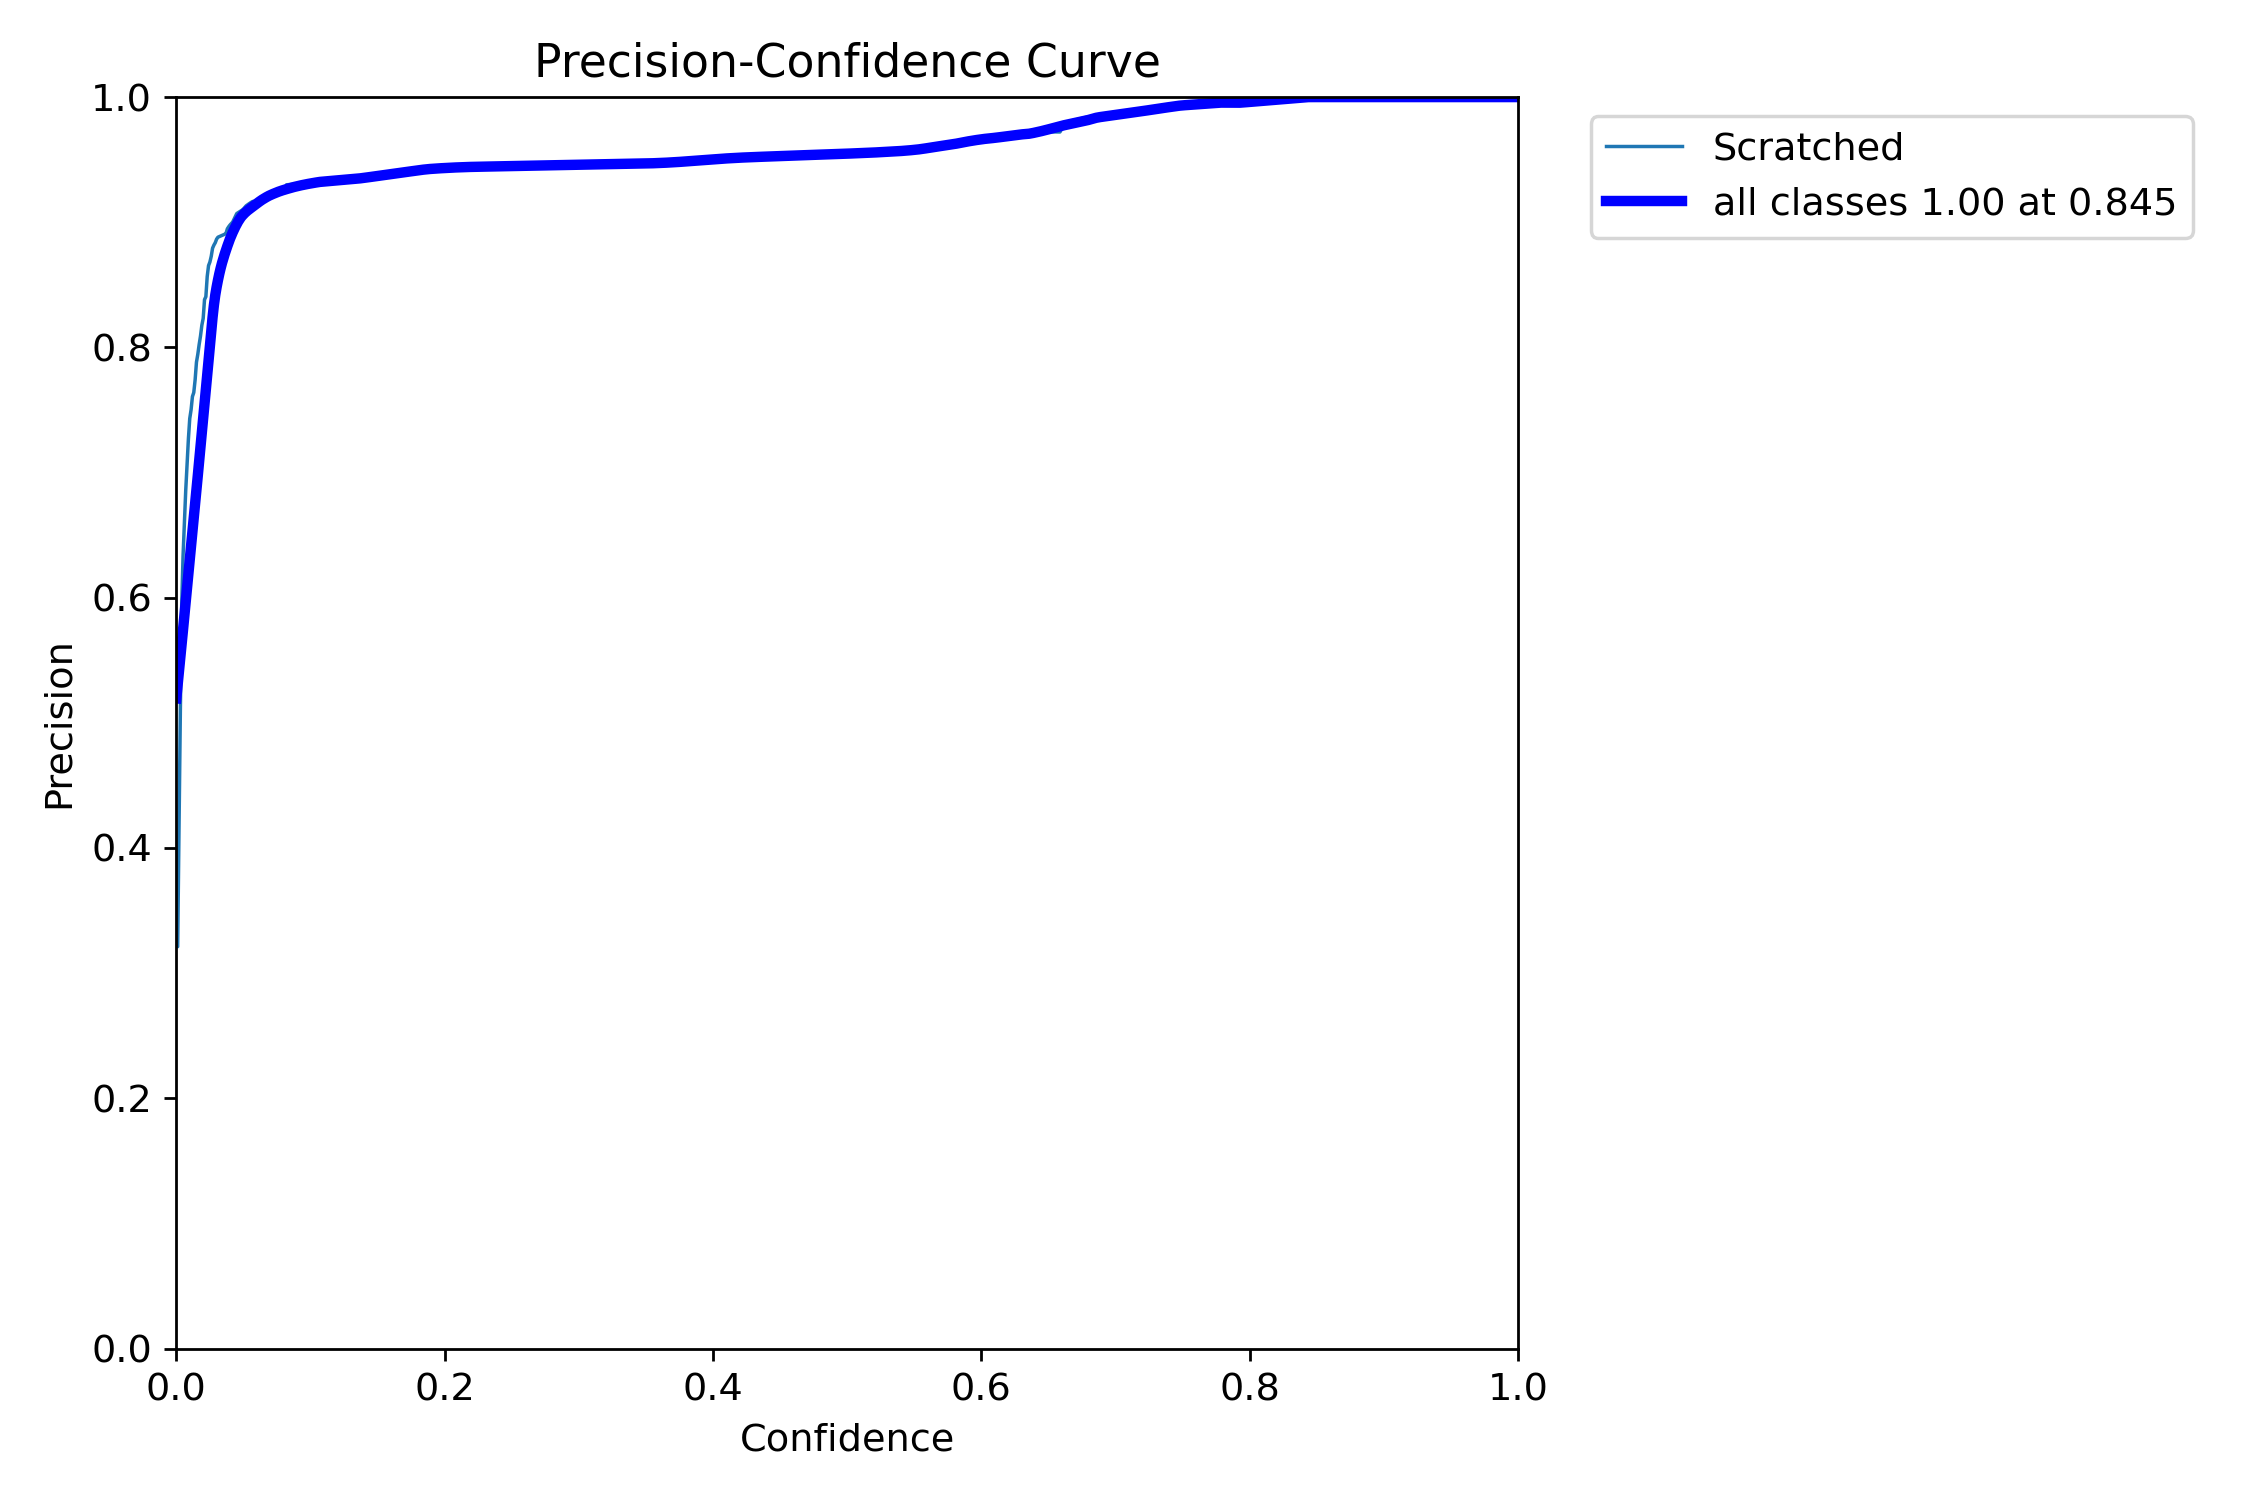 Precision-Confidence Curve
1.0
0.8
0.6
0.4
0.2
0.0
Precision
0.0 0.2 0.4 0.6 0.8 1.0
Confidence
Scratched
all classes 1.00 at 0.845